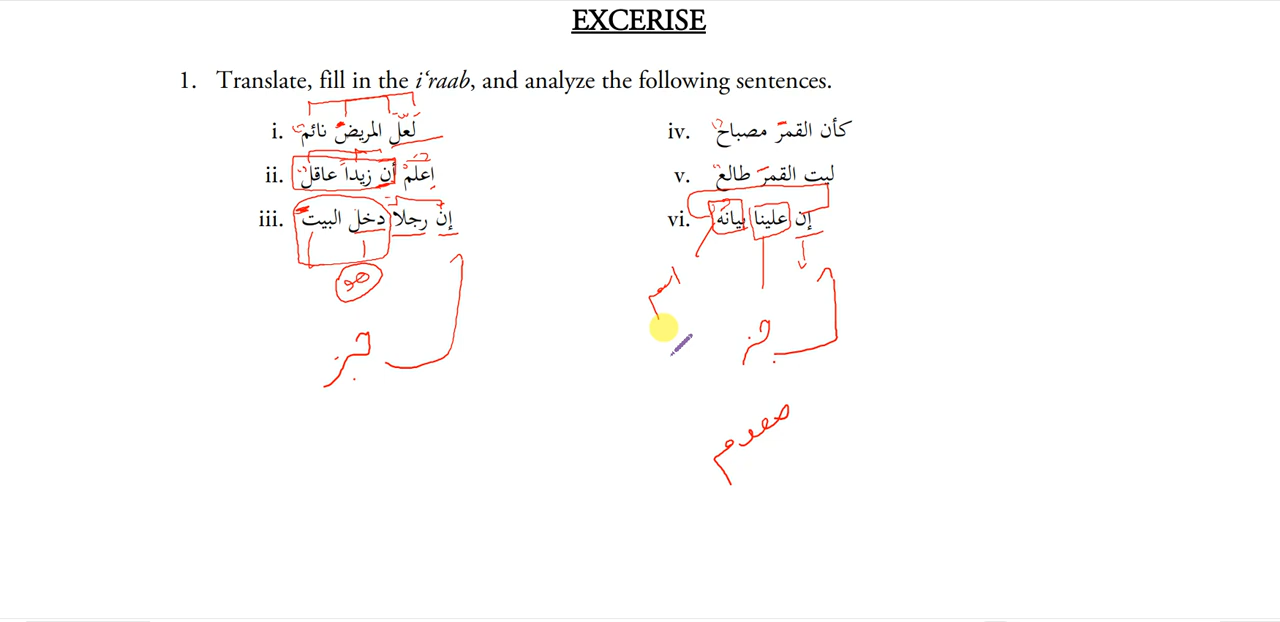 EXCERISE
1. Translate, fill in the i‘raab, and analyze the following sentences.
i. لَعَلَّ المريضَ نائمٌ
ii. اِعلمْ أن زيداً عاقلٌ
iii. إنّ رجلا دخل البيتَ
هو
خبر
iv. كأن القمرَ مصباحٌ
v. ليت القمرَ طالعٌ
vi. إن علينا بيانَهُ
اسم
خبر
مقدم